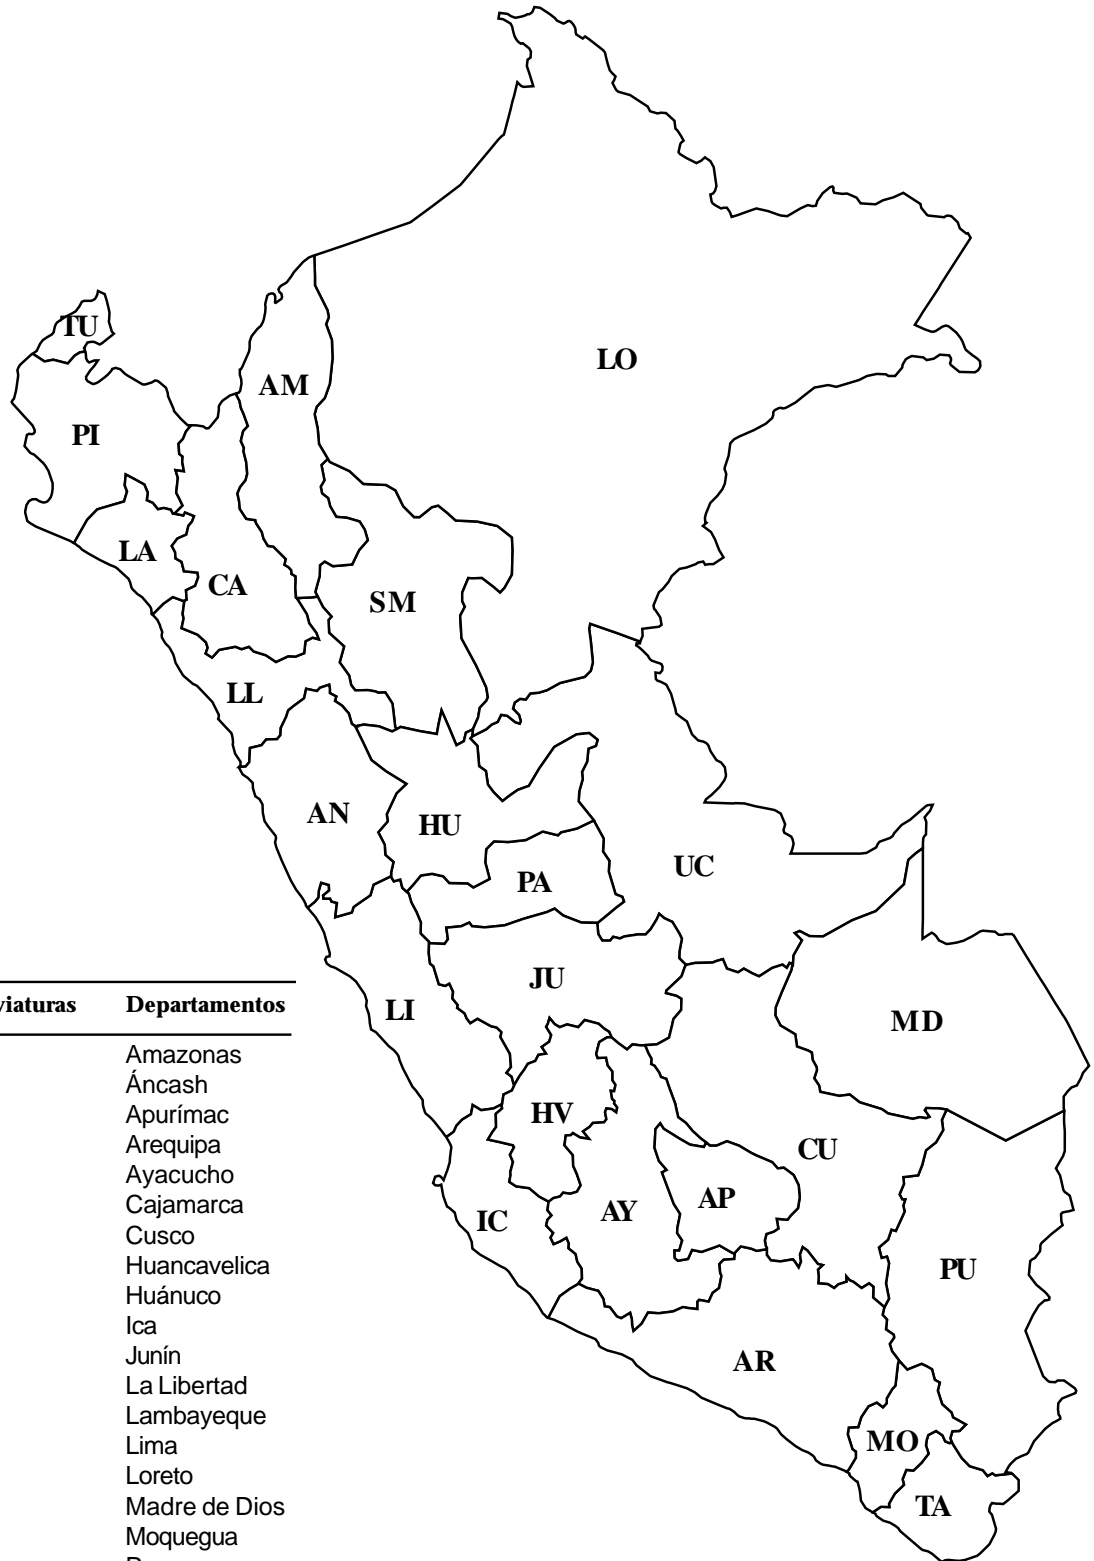 TU
AM
LO
PI
LA
CA
SM
LL
AN
HU
UC
PA
JU
LI
MD
HV
CU
AP
AY
IC
PU
AR
MO
TA
viaturas Departamentos
Amazonas
Áncash
Apurímac
Arequipa
Ayacucho
Cajamarca
Cusco
Huancavelica
Huánuco
Ica
Junín
La Libertad
Lambayeque
Lima
Loreto
Madre de Dios
Moquegua